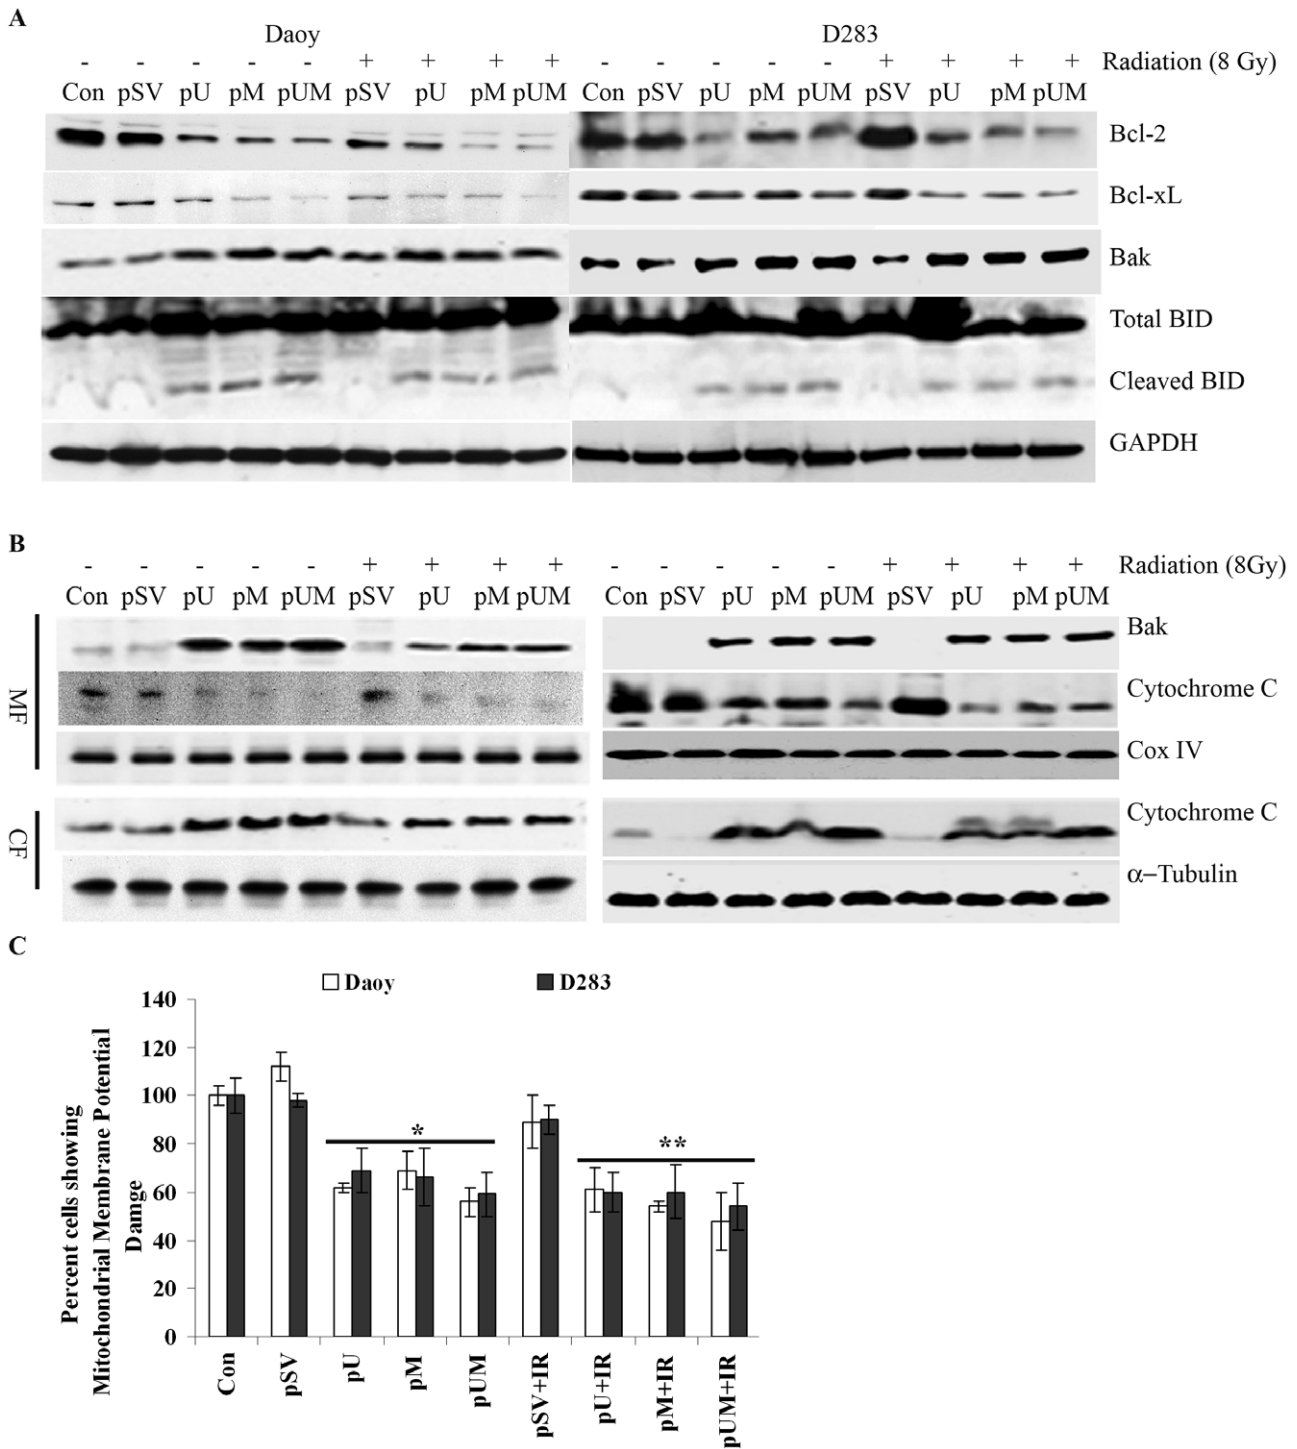 A
Daoy D283
- - - - - + + + + - - - - - + + + + Radiation (8 Gy)
Con pSV pU pM pUM pSV pU pM pUM Con pSV pU pM pUM pSV pU pM pUM
Bcl-2
Bcl-xL
Bak
Total BID
Cleaved BID
GAPDH
B
- - - - - + + + + - - - - - + + + + Radiation (8Gy)
Con pSV pU pM pUM pSV pU pM pUM Con pSV pU pM pUM pSV pU pM pUM
MF
Bak
Cytochrome C
Cox IV
CF
Cytochrome C
α–Tubulin
C
Daoy D283
Percent cells showing
Mitochondrial Membrane Potential
Damge
140
120
100
80
60
40
20
0
*
**
Con pSV pU pM pUM pSV+IR pU+IR pM+IR pUM+IR